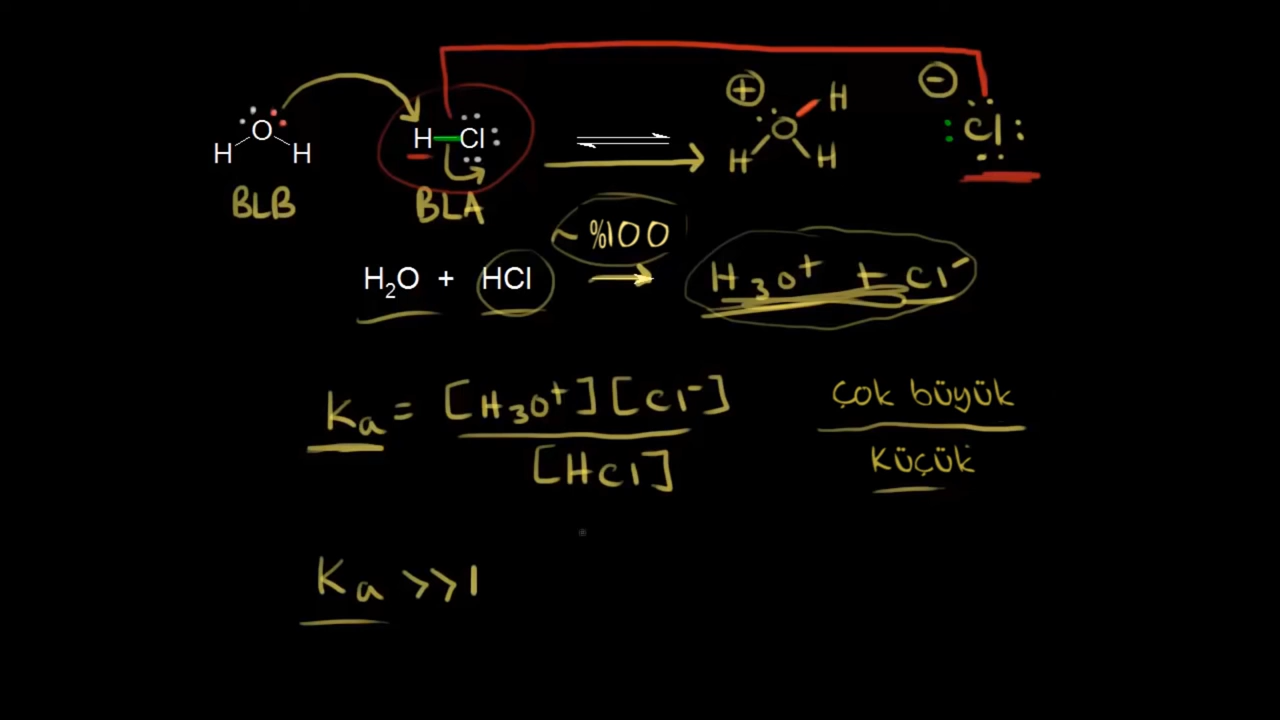 H–O–H H–Cl ⇌ → H–O–H H ⊕ Cl ⊖
BLB BLA
~ %100
H₂O + HCl → H₃O⁺ + Cl⁻
Ka = [H₃O⁺][Cl⁻] / [HCl]
çok büyük
küçük
Ka >> 1